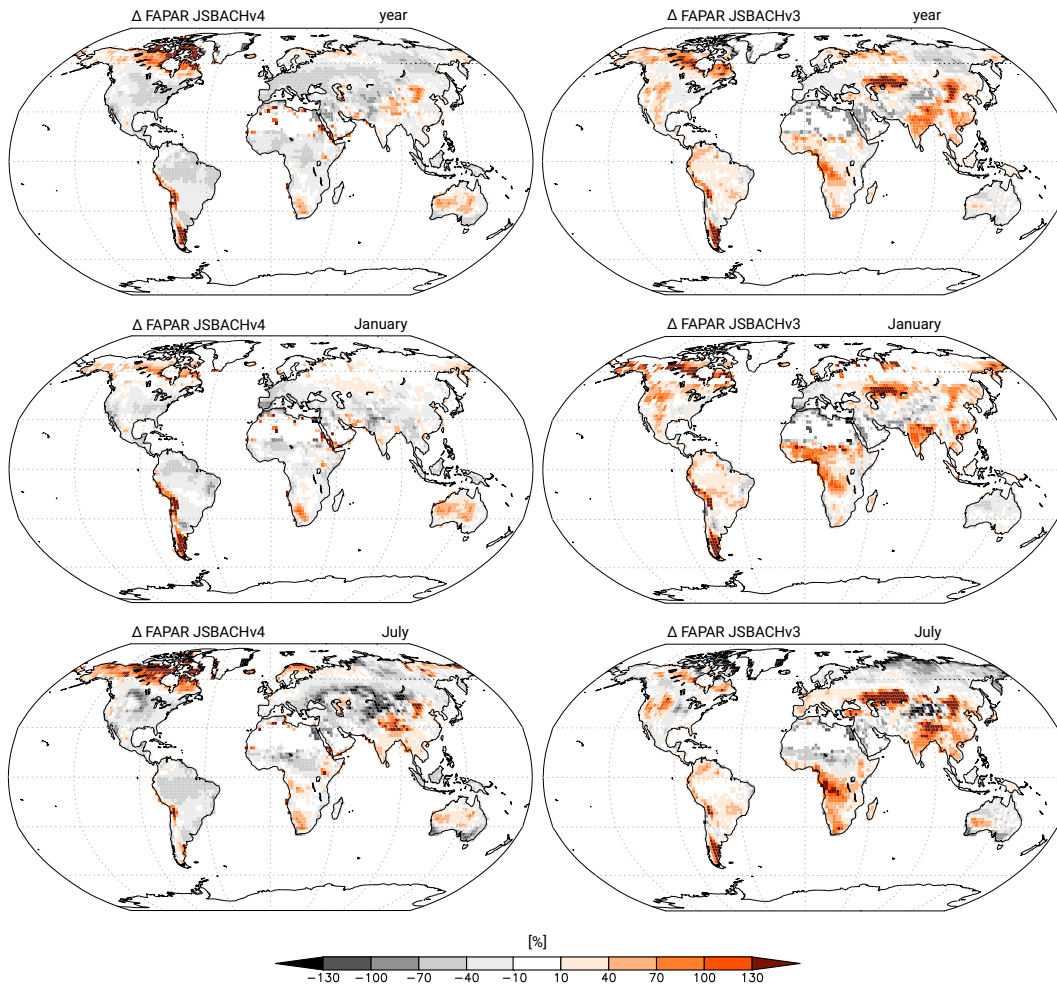 Δ FAPAR JSBACHv4 year
Δ FAPAR JSBACHv3 year
Δ FAPAR JSBACHv4 January
Δ FAPAR JSBACHv3 January
Δ FAPAR JSBACHv4 July
Δ FAPAR JSBACHv3 July
[%]
−130 −100 −70 −40 −10 10 40 70 100 130